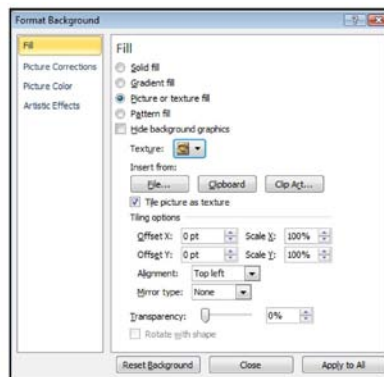 Format Background
Fill
Picture Corrections
Picture Color
Artistic Effects
Fill
Solid fill
Gradient fill
Picture or texture fill
Pattern fill
Hide background graphics
Texture:
Insert from:
File... Clipboard Clip Art...
Tile picture as texture
Tiling options
Offset X: 0 pt Scale X: 100%
Offset Y: 0 pt Scale Y: 100%
Alignment: Top left
Mirror type: None
Transparency: 0%
Rotate with shape
Reset Background Close Apply to All